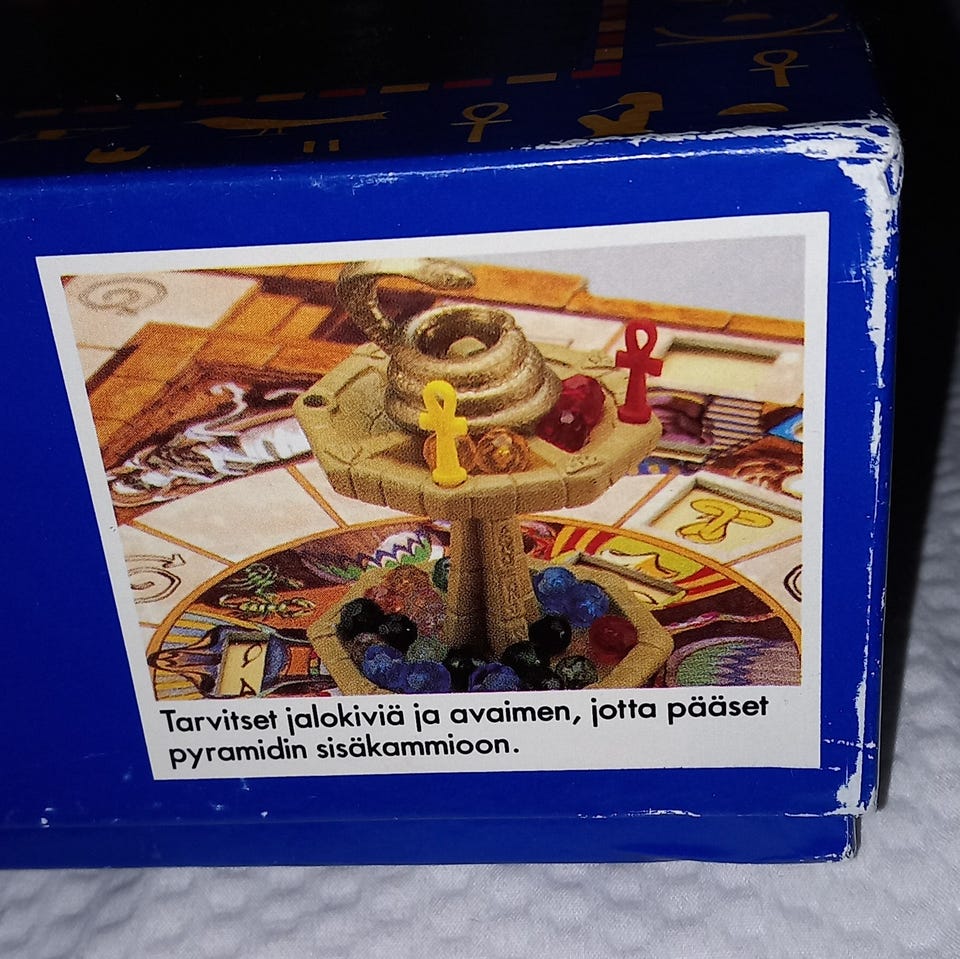 Tarvitset jalokiviä ja avaimen, jotta pääset
pyramidin sisäkammioon.